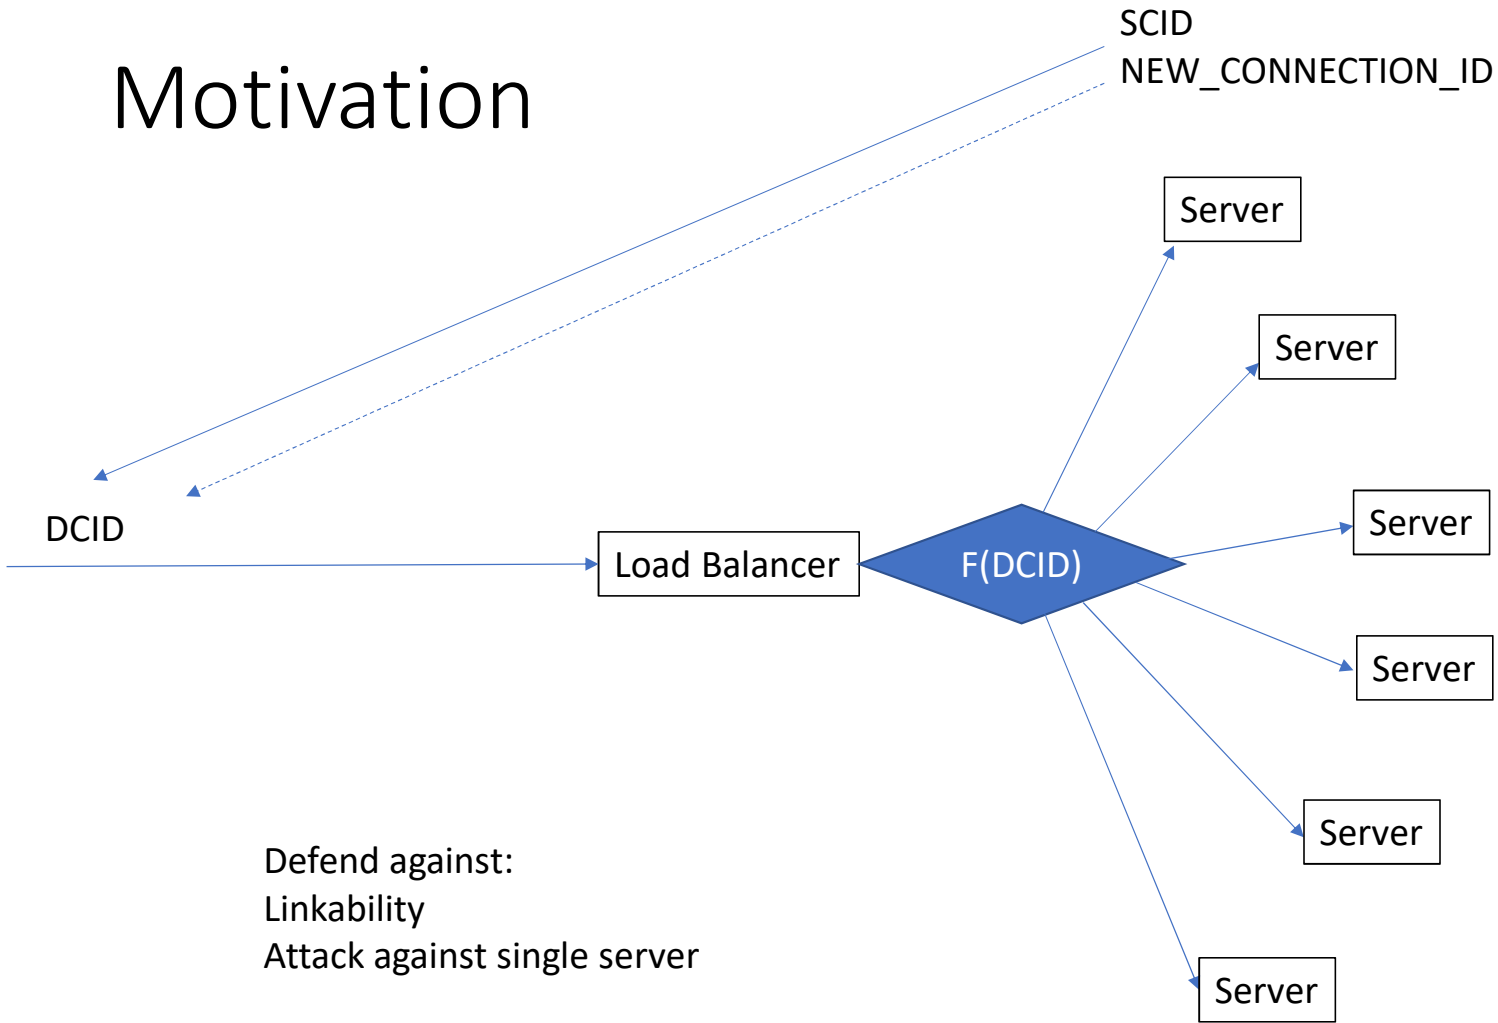 Motivation
SCID
NEW_CONNECTION_ID
Server
Server
Server
DCID
Load Balancer
F(DCID)
Server
Server
Server
Defend against:
Linkability
Attack against single server